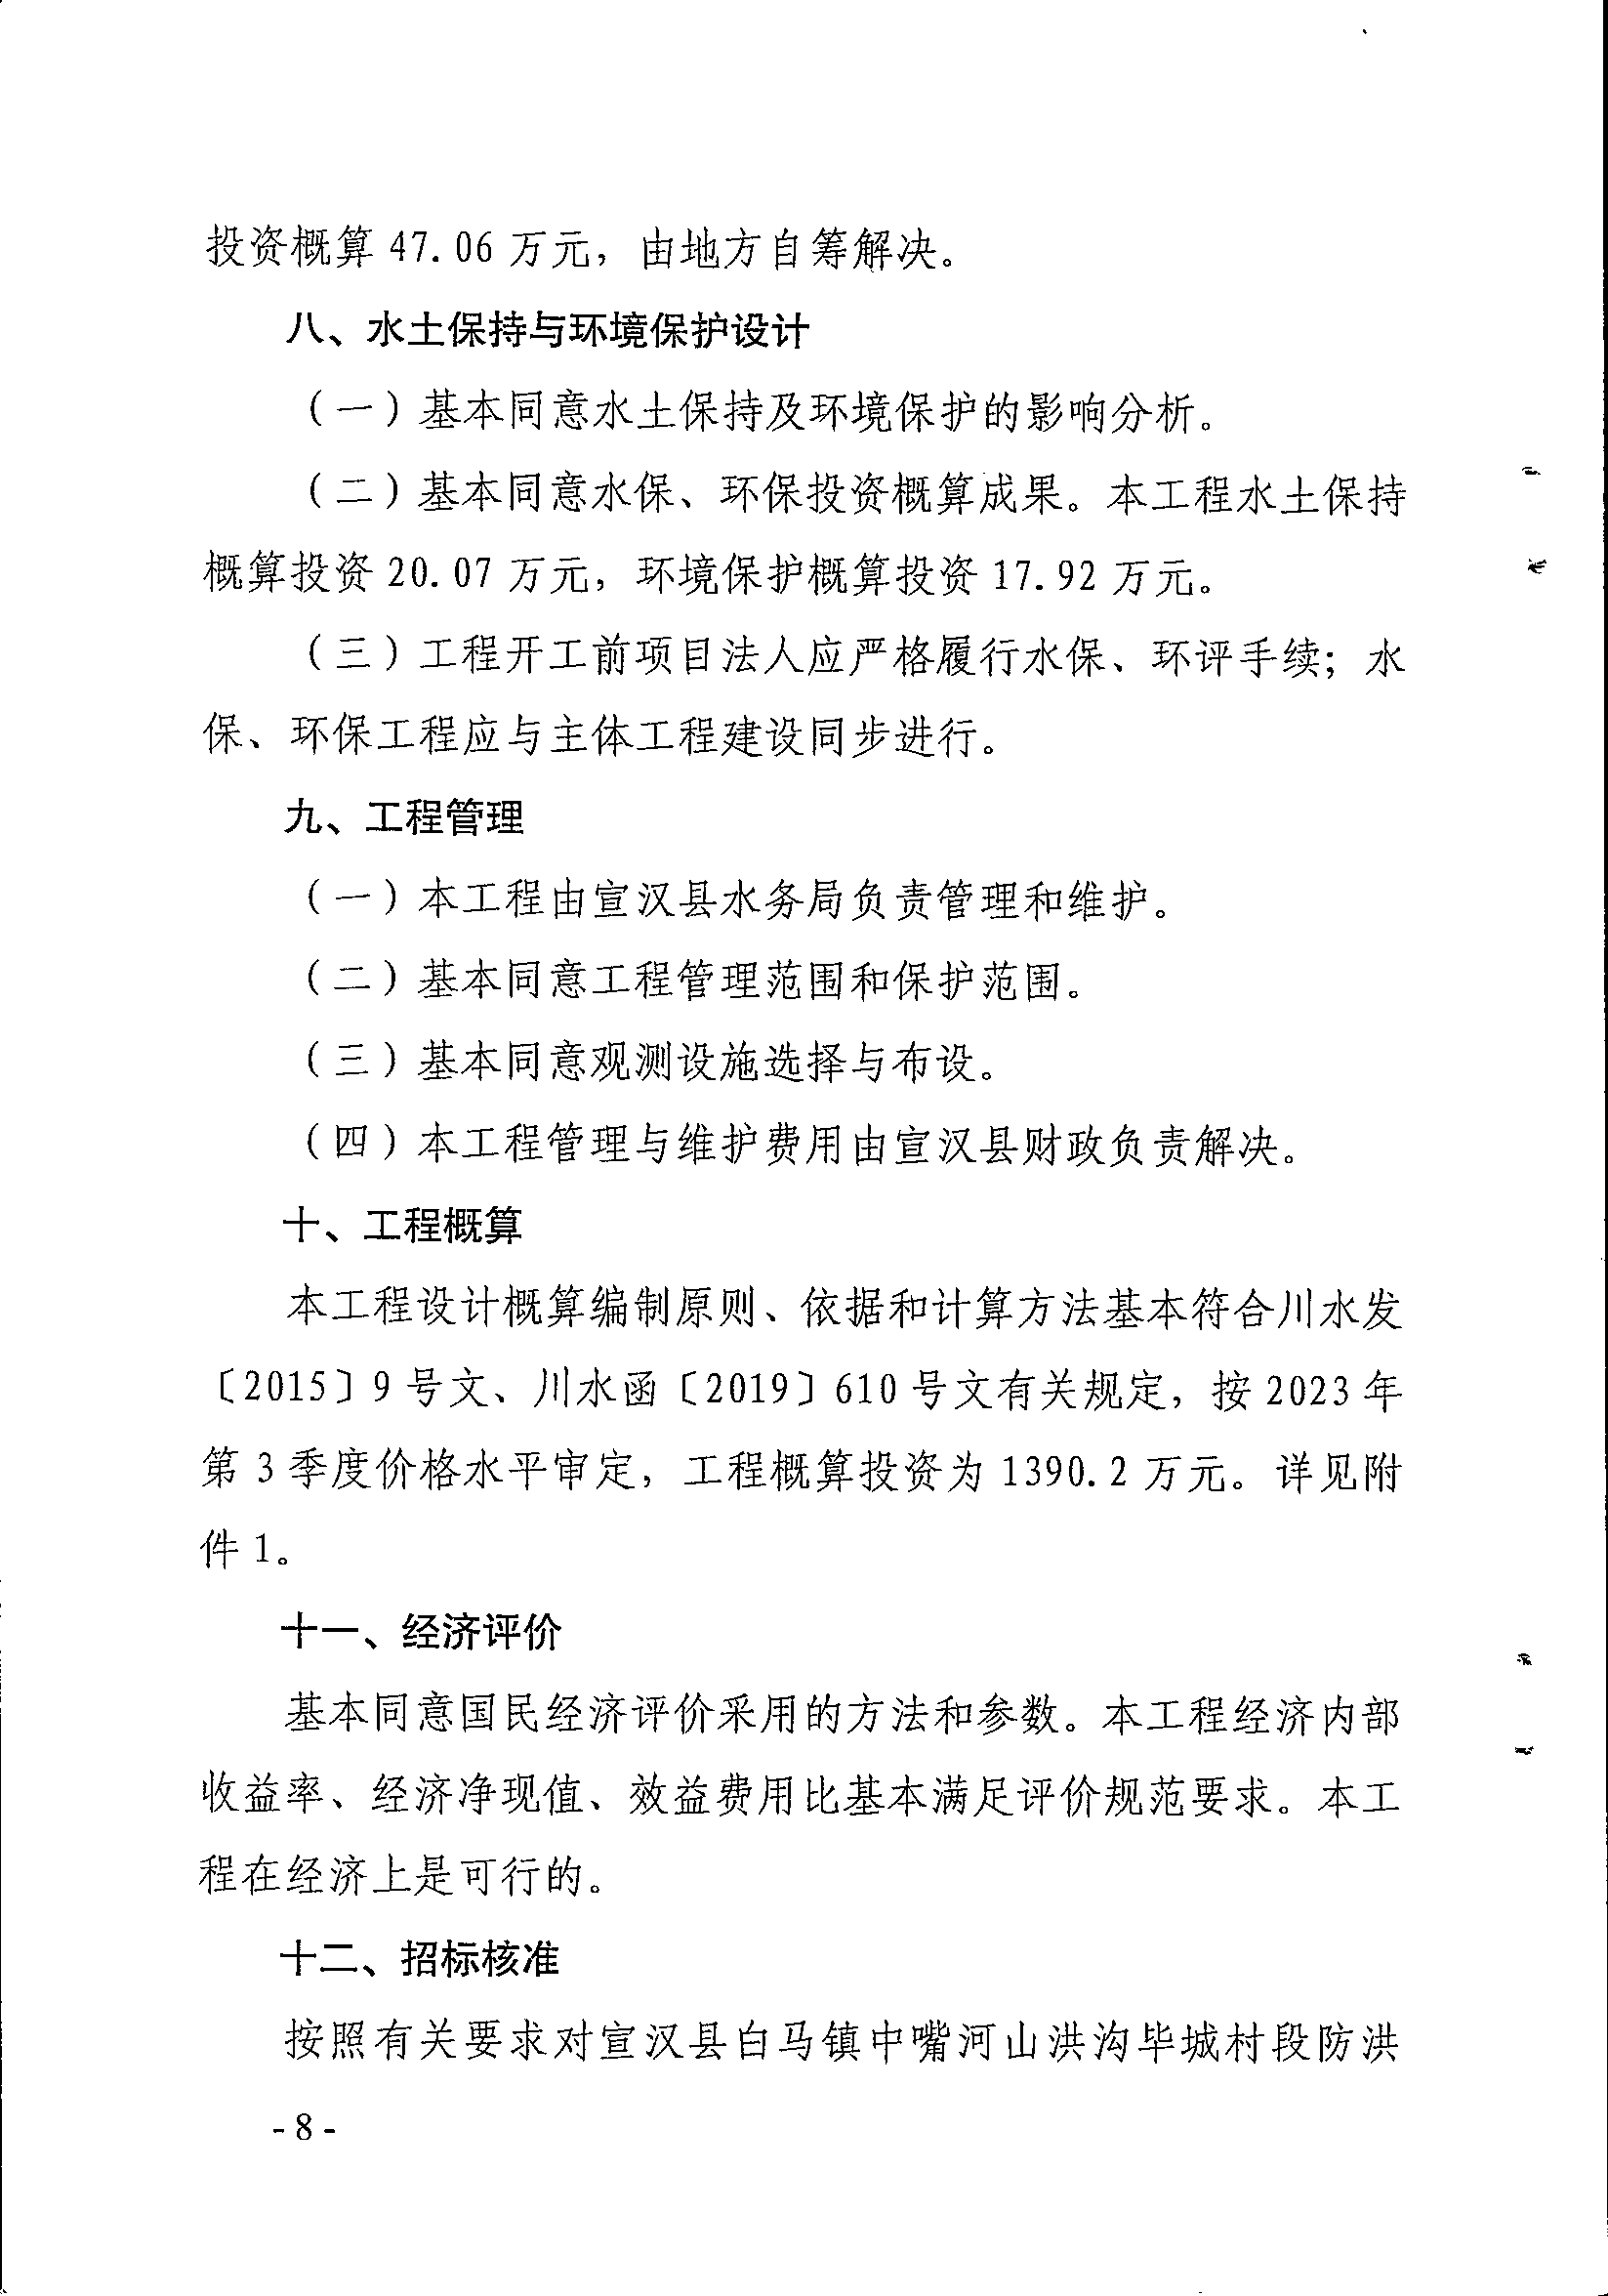 投资概算 47.06 万元，由地方自筹解决。
八、水土保持与环境保护设计
（一）基本同意水土保持及环境保护的影响分析。
（二）基本同意水保、环保投资概算成果。本工程水土保持
概算投资 20.07 万元，环境保护概算投资 17.92 万元。
（三）工程开工前项目法人应严格履行水保、环评手续；水
保、环保工程应与主体工程建设同步进行。
九、工程管理
（一）本工程由宣汉县水务局负责管理和维护。
（二）基本同意工程管理范围和保护范围。
（三）基本同意观测设施选择与布设。
（四）本工程管理与维护费用由宣汉县财政负责解决。
十、工程概算
本工程设计概算编制原则、依据和计算方法基本符合川水发
〔2015〕9 号文、川水函〔2019〕610 号文有关规定，按 2023 年
第 3 季度价格水平审定，工程概算投资为 1390.2 万元。详见附
件 1。
十一、经济评价
基本同意国民经济评价采用的方法和参数。本工程经济内部
收益率、经济净现值、效益费用比基本满足评价规范要求。本工
程在经济上是可行的。
十二、招标核准
按照有关要求对宣汉县白马镇中嘴河山洪沟毕城村段防洪
- 8 -